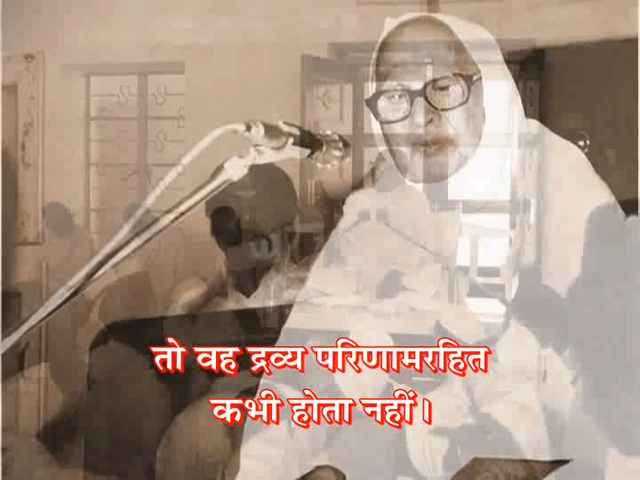 तो वह द्रव्य परिणामरहित
कभी होता नहीं।